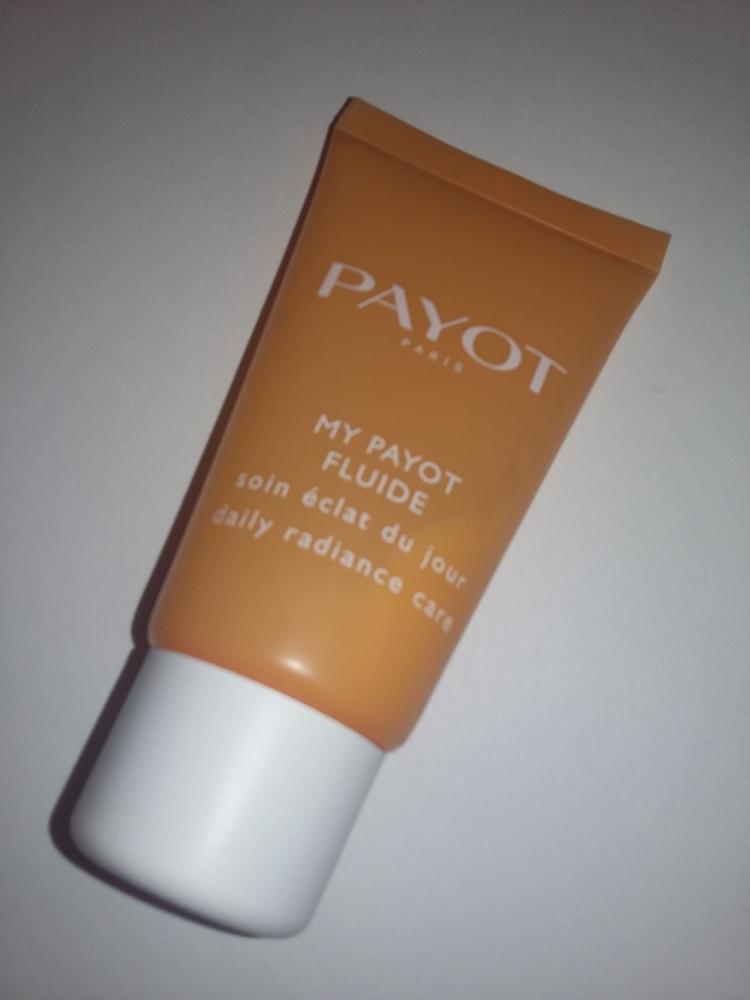 PAYOT
PARIS
MY PAYOT
FLUIDE
soin éclat du jour
daily radiance care